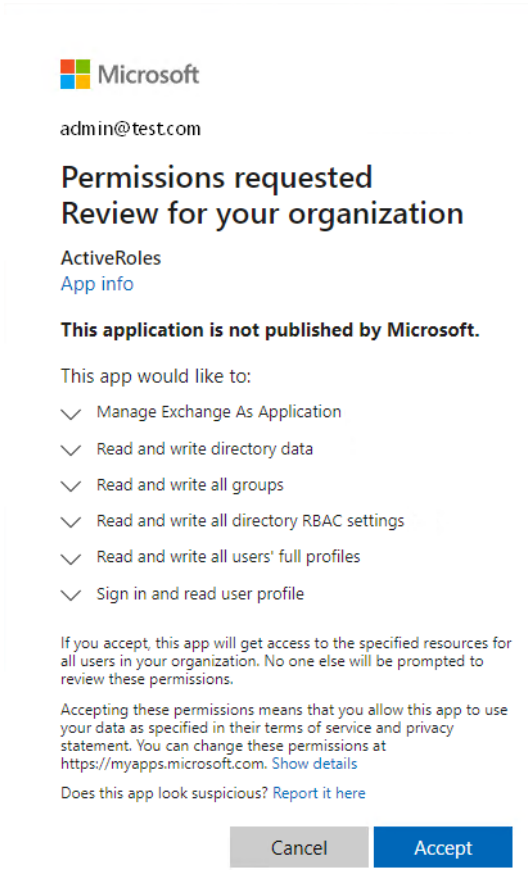 Microsoft
admin@test.com
Permissions requested
Review for your organization
ActiveRoles
App info
This application is not published by Microsoft.
This app would like to:
Manage Exchange As Application
Read and write directory data
Read and write all groups
Read and write all directory RBAC settings
Read and write all users' full profiles
Sign in and read user profile
If you accept, this app will get access to the specified resources for
all users in your organization. No one else will be prompted to
review these permissions.
Accepting these permissions means that you allow this app to use
your data as specified in their terms of service and privacy
statement. You can change these permissions at
https://myapps.microsoft.com. Show details
Does this app look suspicious? Report it here
Cancel Accept